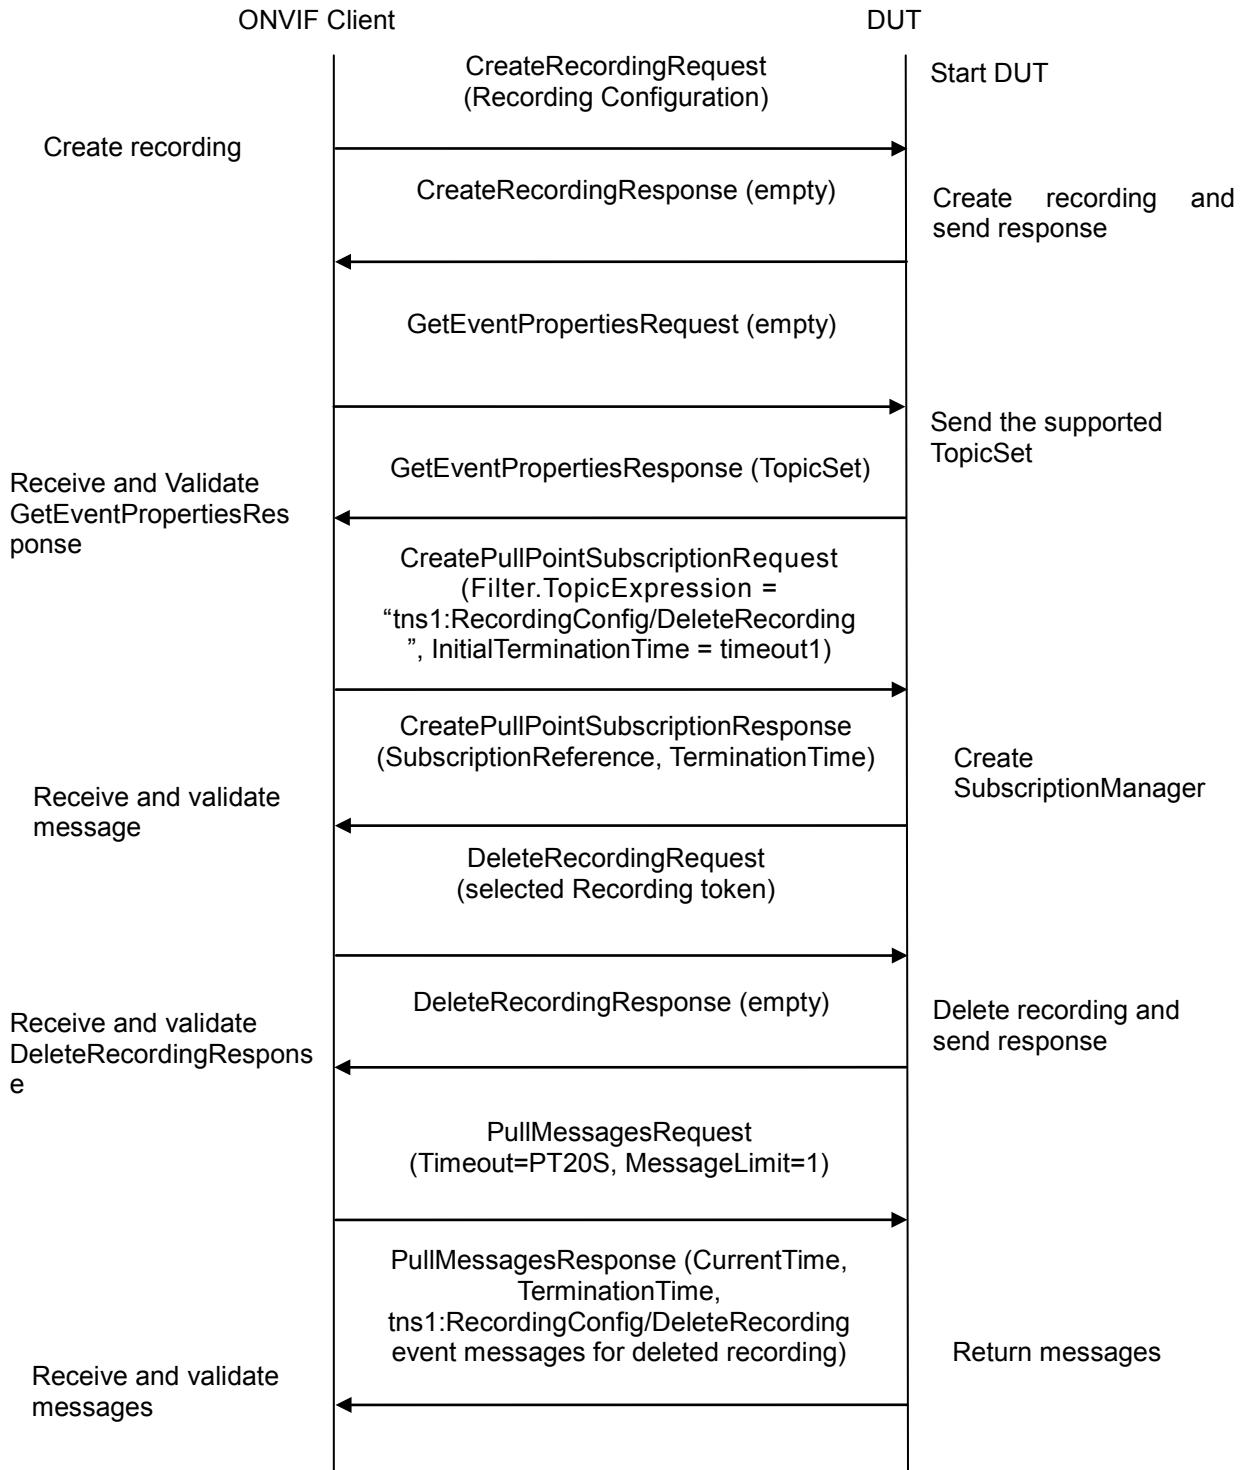 ONVIF Client
DUT
CreateRecordingRequest
(Recording Configuration)
Start DUT
Create recording
CreateRecordingResponse (empty)
Create recording and
send response
GetEventPropertiesRequest (empty)
Send the supported
TopicSet
GetEventPropertiesResponse (TopicSet)
Receive and Validate
GetEventPropertiesRes
ponse
CreatePullPointSubscriptionRequest
(Filter.TopicExpression =
“tns1:RecordingConfig/DeleteRecording
”, InitialTerminationTime = timeout1)
CreatePullPointSubscriptionResponse
(SubscriptionReference, TerminationTime)
Create
SubscriptionManager
Receive and validate
message
DeleteRecordingRequest
(selected Recording token)
DeleteRecordingResponse (empty)
Delete recording and
send response
Receive and validate
DeleteRecordingRespons
e
PullMessagesRequest
(Timeout=PT20S, MessageLimit=1)
PullMessagesResponse (CurrentTime,
TerminationTime,
tns1:RecordingConfig/DeleteRecording
event messages for deleted recording)
Return messages
Receive and validate
messages